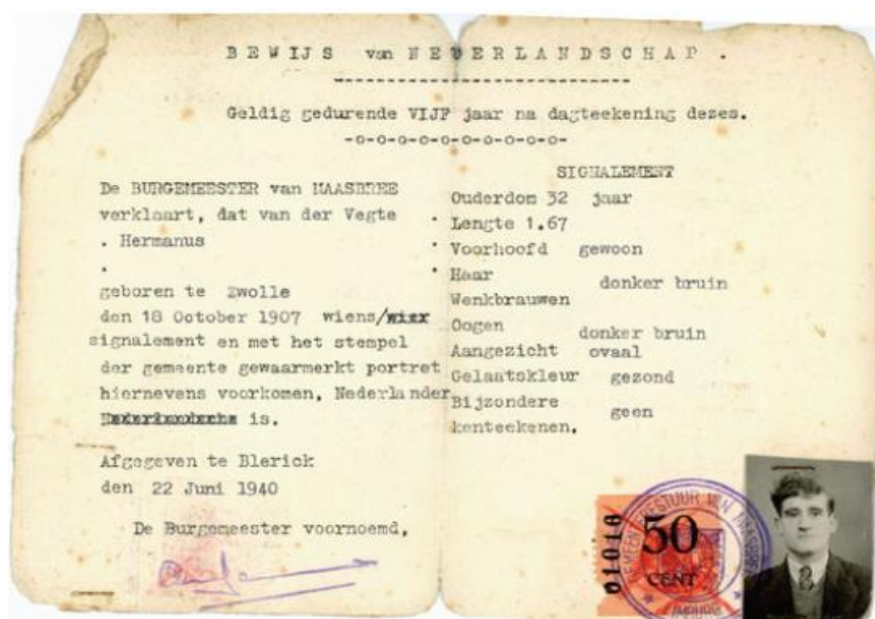 BEWIJS van NEDERLANDSCHAP.
Geldig gedurende VIJF jaar na dagteekening dezes.
-o-o-o-o-o-o-o-o-o-
De BURGEMEESTER van MAASBREE
verklaart, dat van der Vegte .
. Hermanus .
. .
geboren te Zwolle
den 18 October 1907 wiens/wier
signalement en met het stempel
der gemeente gewaarmerkt portret
hiernevens voorkomen, Nederlander
Nederlandsche is.
Afgegeven te Blerick
den 22 Juni 1940
De Burgemeester voornoemd,
SIGNALEMENT
Ouderdom 32 jaar
Lengte 1.67
Voorhoofd gewoon
Haar
Wenkbrauwen donker bruin
Oogen donker bruin
Aangezicht ovaal
Gelaatskleur gezond
Bijzondere
kenteekenen. geen
01016
50
CENT